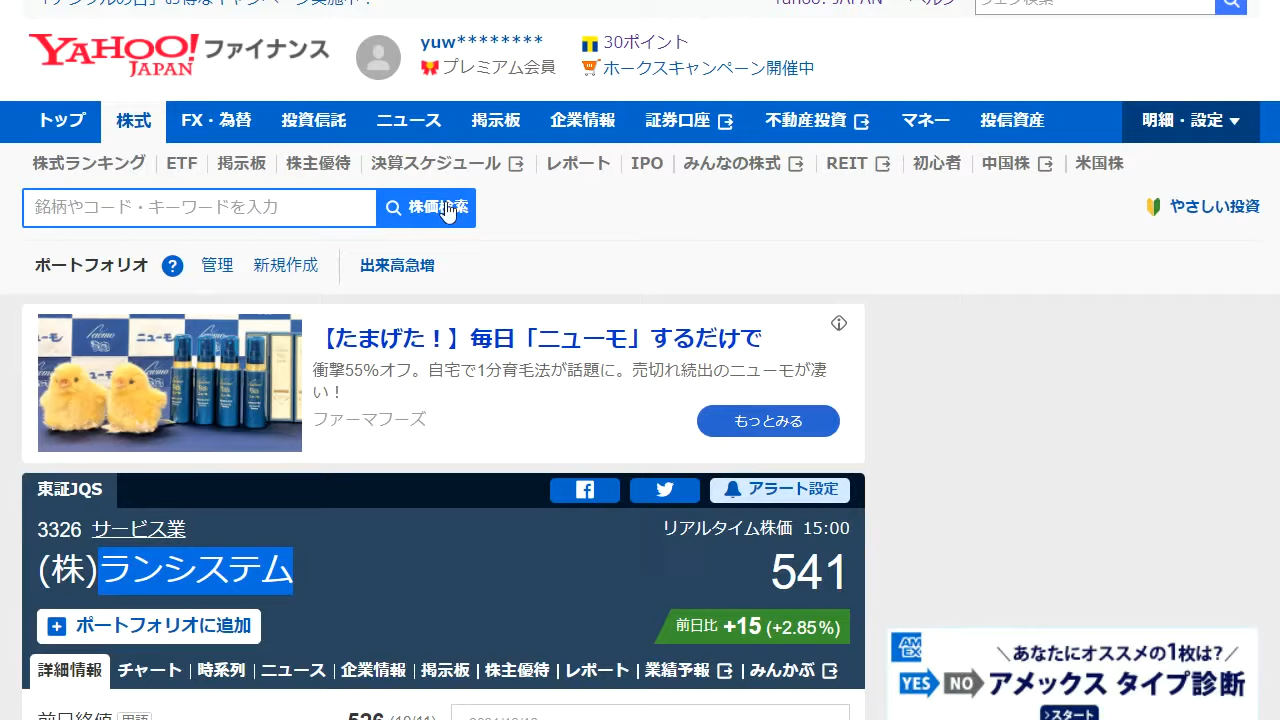 YAHOO! JAPAN ファイナンス
yuw********
30ポイント
プレミアム会員
ホークスキャンペーン開催中
トップ 株式 FX・為替 投資信託 ニュース 掲示板 企業情報 証券口座 不動産投資 マネー 投信資産 明細・設定
株式ランキング ETF 掲示板 株主優待 決算スケジュール レポート IPO みんなの株式 REIT 初心者 中国株 米国株
銘柄やコード・キーワードを入力
やさしい投資
ポートフォリオ ? 管理 新規作成 出来高急増
【たまげた！】毎日「ニューモ」するだけで
衝撃55%オフ。自宅で1分育毛法が話題に。売切れ続出のニューモが凄
い！
ファーマフーズ
もっとみる
東証JQS
アラート設定
3326 サービス業
リアルタイム株価 15:00
(株)ランシステム
541
ポートフォリオに追加
前日比 +15 (+2.85%)
詳細情報 チャート 時系列 ニュース 企業情報 掲示板 株主優待 レポート 業績予報 みんかぶ
AMEX
＼あなたにオススメの1枚は?／
YES NO アメックス タイプ診断